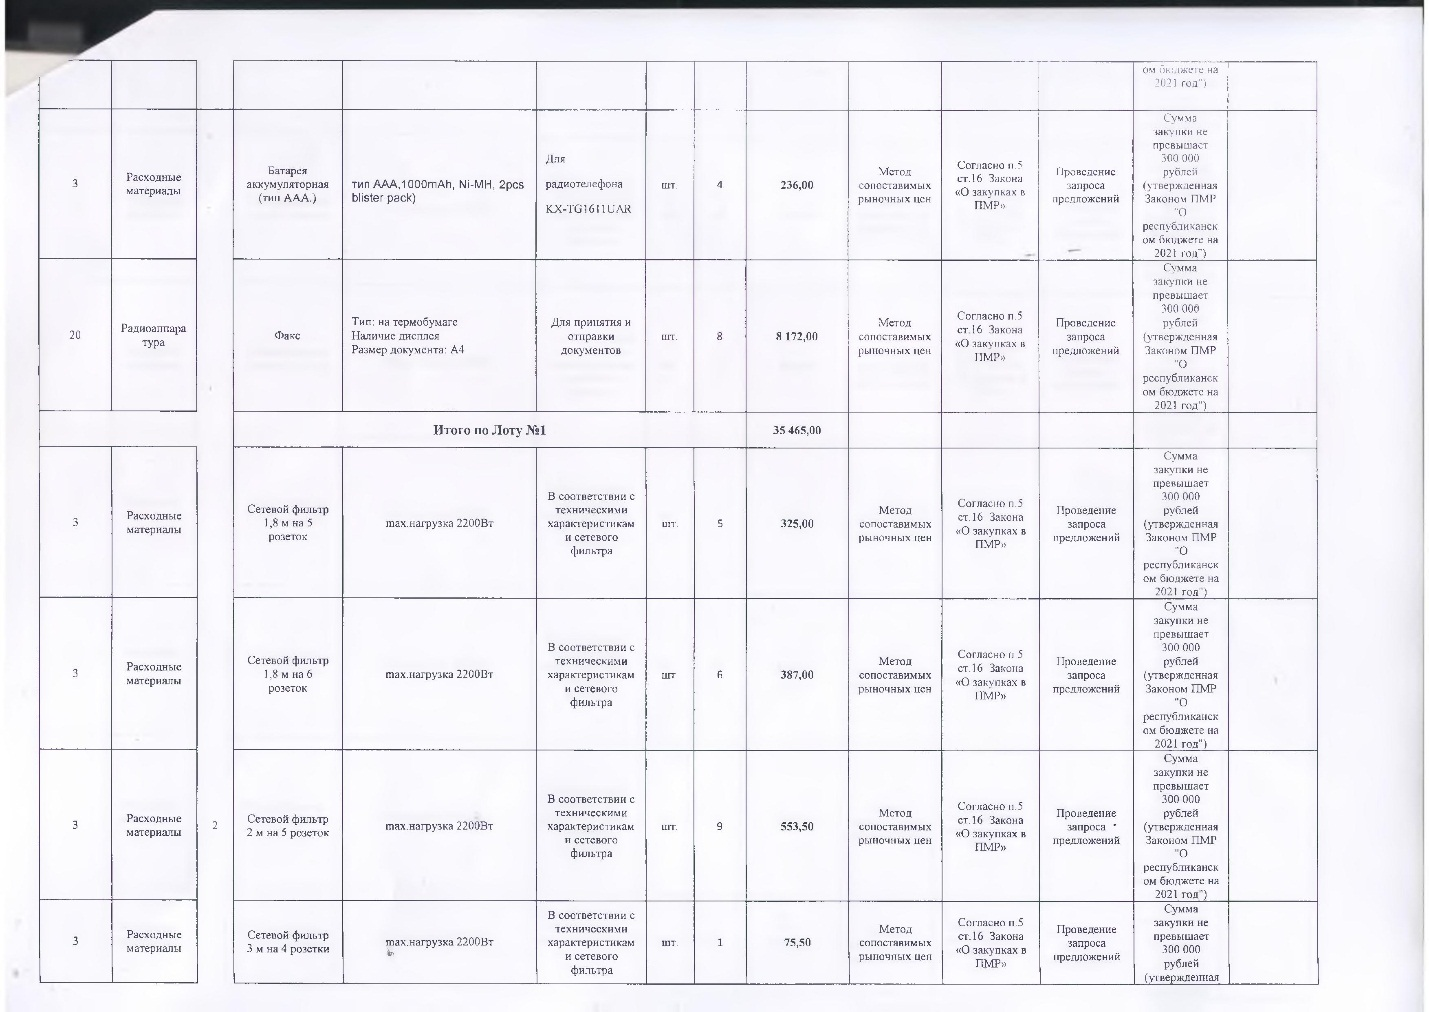 ом бюджете на
2021 год")
3
Расходные
материалы
Батарея
аккумуляторная
(тип ААА.)
тип ААА,1000mAh, Ni-MH, 2pcs
blister pack)
Для
радиотелефона
KX-TG1611UAR
шт.
4
236,00
Метод
сопоставимых
рыночных цен
Согласно п.5
ст.16 Закона
«О закупках в
ПМР»
Проведение
запроса
предложений
Сумма
закупки не
превышает
300 000
рублей
(утвержденная
Законом ПМР
"О
республиканск
ом бюджете на
2021 год")
20
Радиоаппара
тура
Факс
Тип: на термобумаге
Наличие дисплея
Размер документа: А4
Для принятия и
отправки
документов
шт.
8
8 172,00
Метод
сопоставимых
рыночных цен
Согласно п.5
ст.16 Закона
«О закупках в
ПМР»
Проведение
запроса
предложений
Сумма
закупки не
превышает
300 000
рублей
(утвержденная
Законом ПМР
"О
республиканск
ом бюджете на
2021 год")
Итого по Лоту №1
35 465,00
3
Расходные
материалы
Сетевой фильтр
1,8 м на 5
розеток
max.нагрузка 2200Вт
В соответствии с
техническими
характеристикам
и сетевого
фильтра
шт.
5
325,00
Метод
сопоставимых
рыночных цен
Согласно п.5
ст.16 Закона
«О закупках в
ПМР»
Проведение
запроса
предложений
Сумма
закупки не
превышает
300 000
рублей
(утвержденная
Законом ПМР
"О
республиканск
ом бюджете на
2021 год")
3
Расходные
материалы
Сетевой фильтр
1,8 м на 6
розеток
max.нагрузка 2200Вт
В соответствии с
техническими
характеристикам
и сетевого
фильтра
шт
6
387,00
Метод
сопоставимых
рыночных цен
Согласно п.5
ст.16 Закона
«О закупках в
ПМР»
Проведение
запроса
предложений
Сумма
закупки не
превышает
300 000
рублей
(утвержденная
Законом ПМР
"О
республиканск
ом бюджете на
2021 год")
3
Расходные
материалы
2
Сетевой фильтр
2 м на 5 розеток
max.нагрузка 2200Вт
В соответствии с
техническими
характеристикам
и сетевого
фильтра
шт.
9
553,50
Метод
сопоставимых
рыночных цен
Согласно п.5
ст.16 Закона
«О закупках в
ПМР»
Проведение
запроса
предложений
Сумма
закупки не
превышает
300 000
рублей
(утвержденная
Законом ПМР
"О
республиканск
ом бюджете на
2021 год")
3
Расходные
материалы
Сетевой фильтр
3 м на 4 розетки
max.нагрузка 2200Вт
В соответствии с
техническими
характеристикам
и сетевого
фильтра
шт.
1
75,50
Метод
сопоставимых
рыночных цен
Согласно п.5
ст.16 Закона
«О закупках в
ПМР»
Проведение
запроса
предложений
Сумма
закупки не
превышает
300 000
рублей
(утвержденная